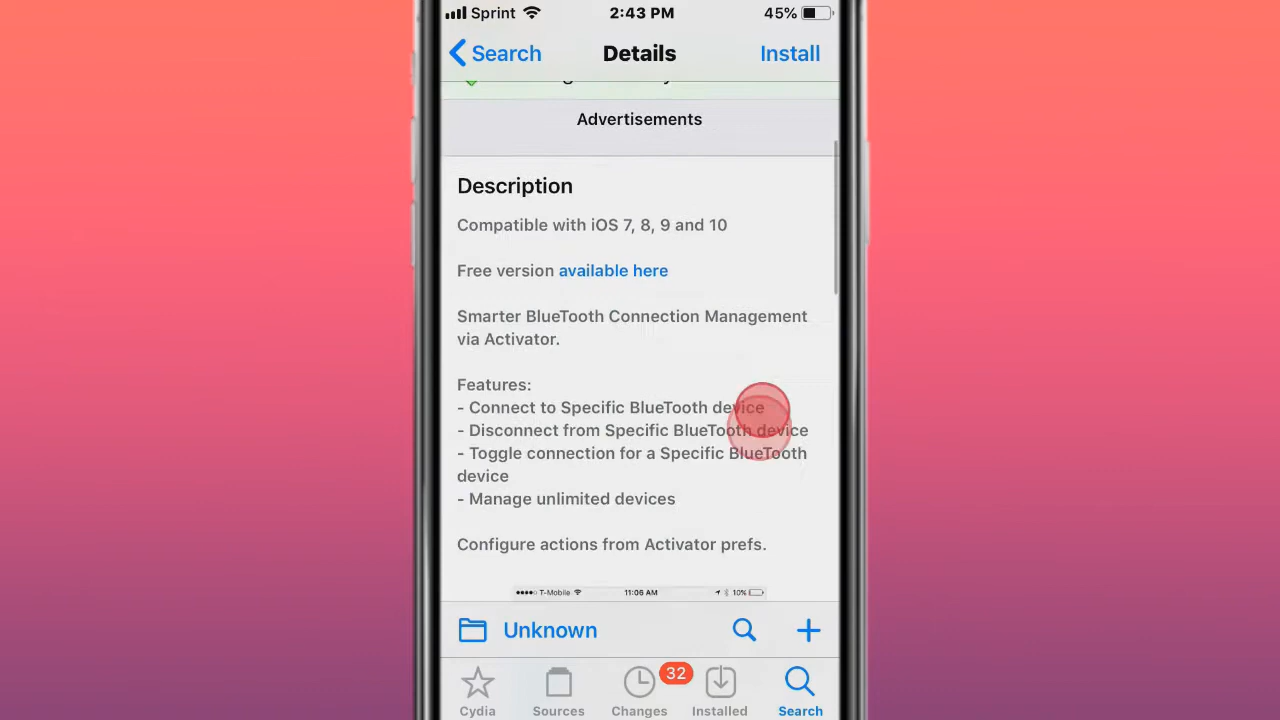 Sprint 2:43 PM 45%
Search Details Install
Advertisements
Description
Compatible with iOS 7, 8, 9 and 10
Free version available here
Smarter BlueTooth Connection Management
via Activator.
Features:
- Connect to Specific BlueTooth device
- Disconnect from Specific BlueTooth device
- Toggle connection for a Specific BlueTooth
device
- Manage unlimited devices
Configure actions from Activator prefs.
T-Mobile 11:06 AM 10%
Unknown
32
Cydia Sources Changes Installed Search